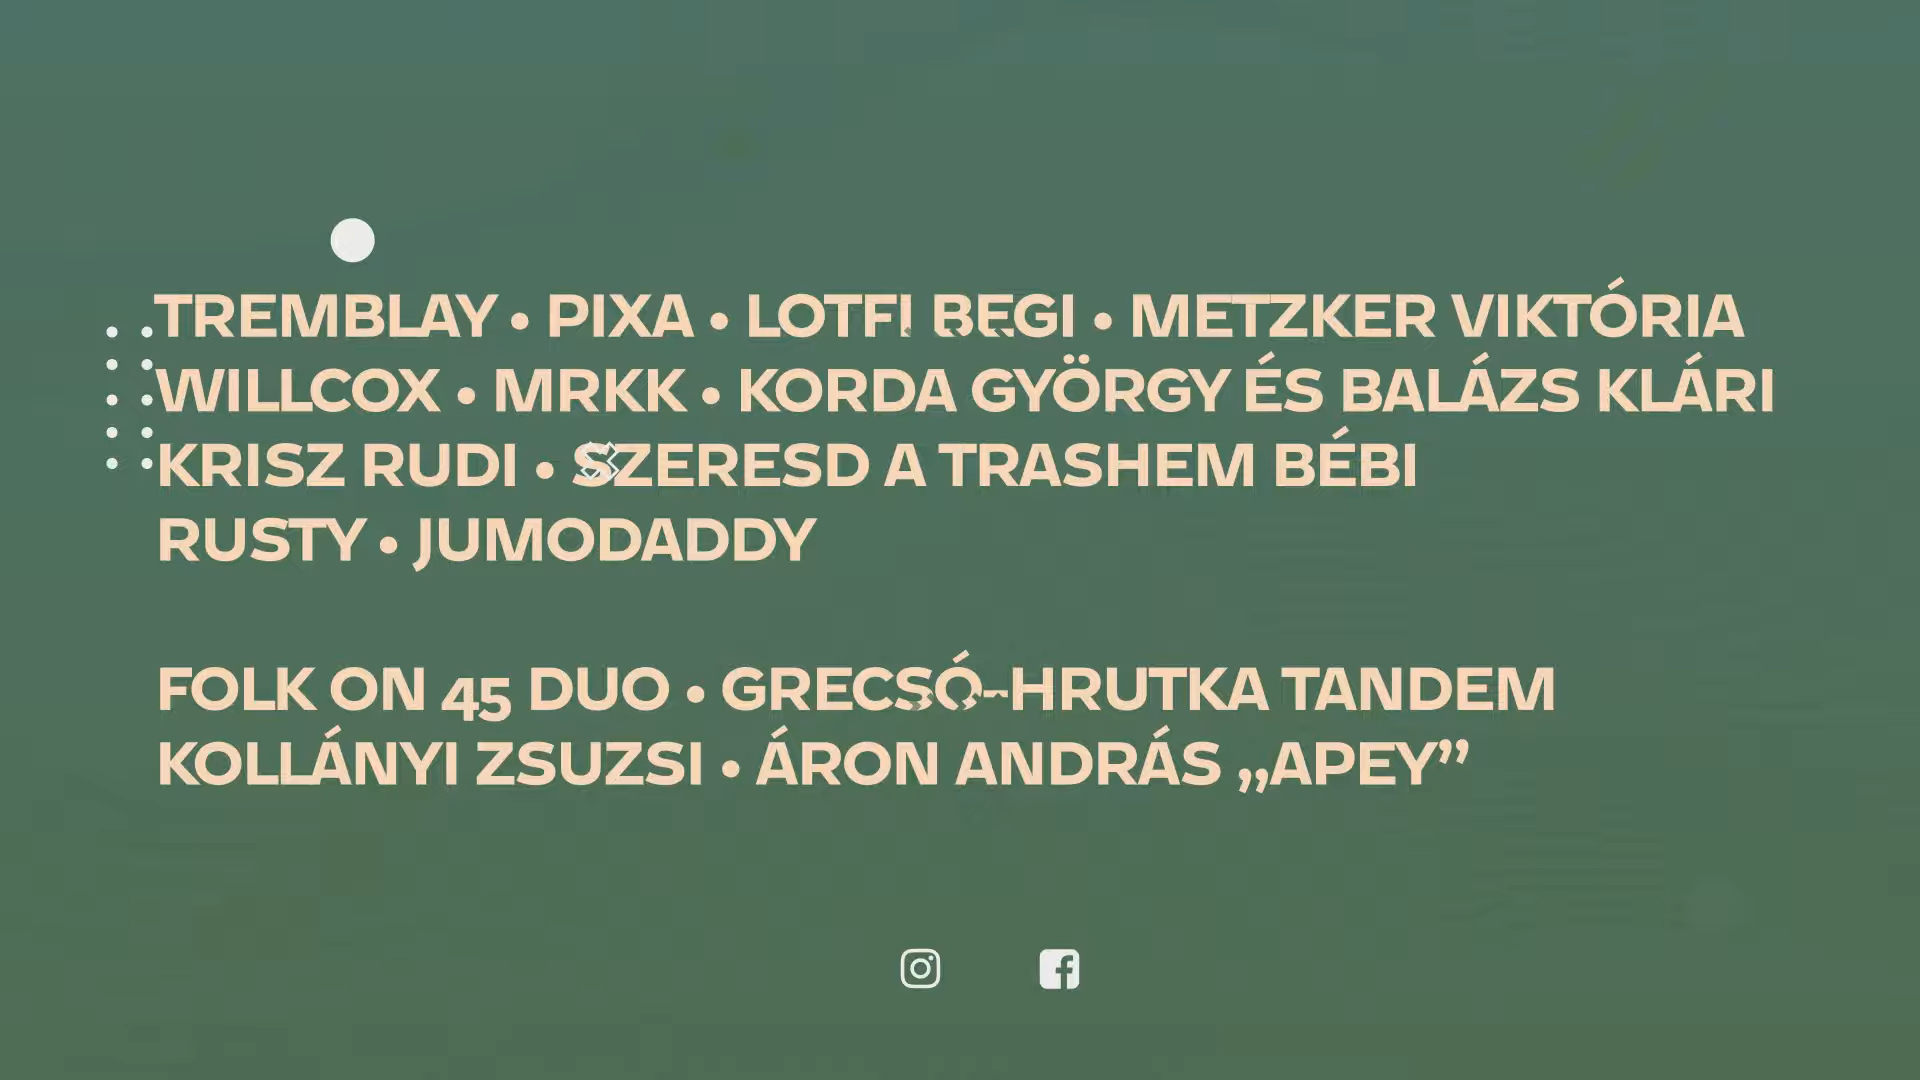 TREMBLAY • PIXA • LOTFI BEGI • METZKER VIKTÓRIA
WILLCOX • MRKK • KORDA GYÖRGY ÉS BALÁZS KLÁRI
KRISZ RUDI • SZERESD A TRASHEM BÉBI
RUSTY • JUMODADDY
FOLK ON 45 DUO • GRECSÓ-HRUTKA TANDEM
KOLLÁNYI ZSUZSI • ÁRON ANDRÁS „APEY”